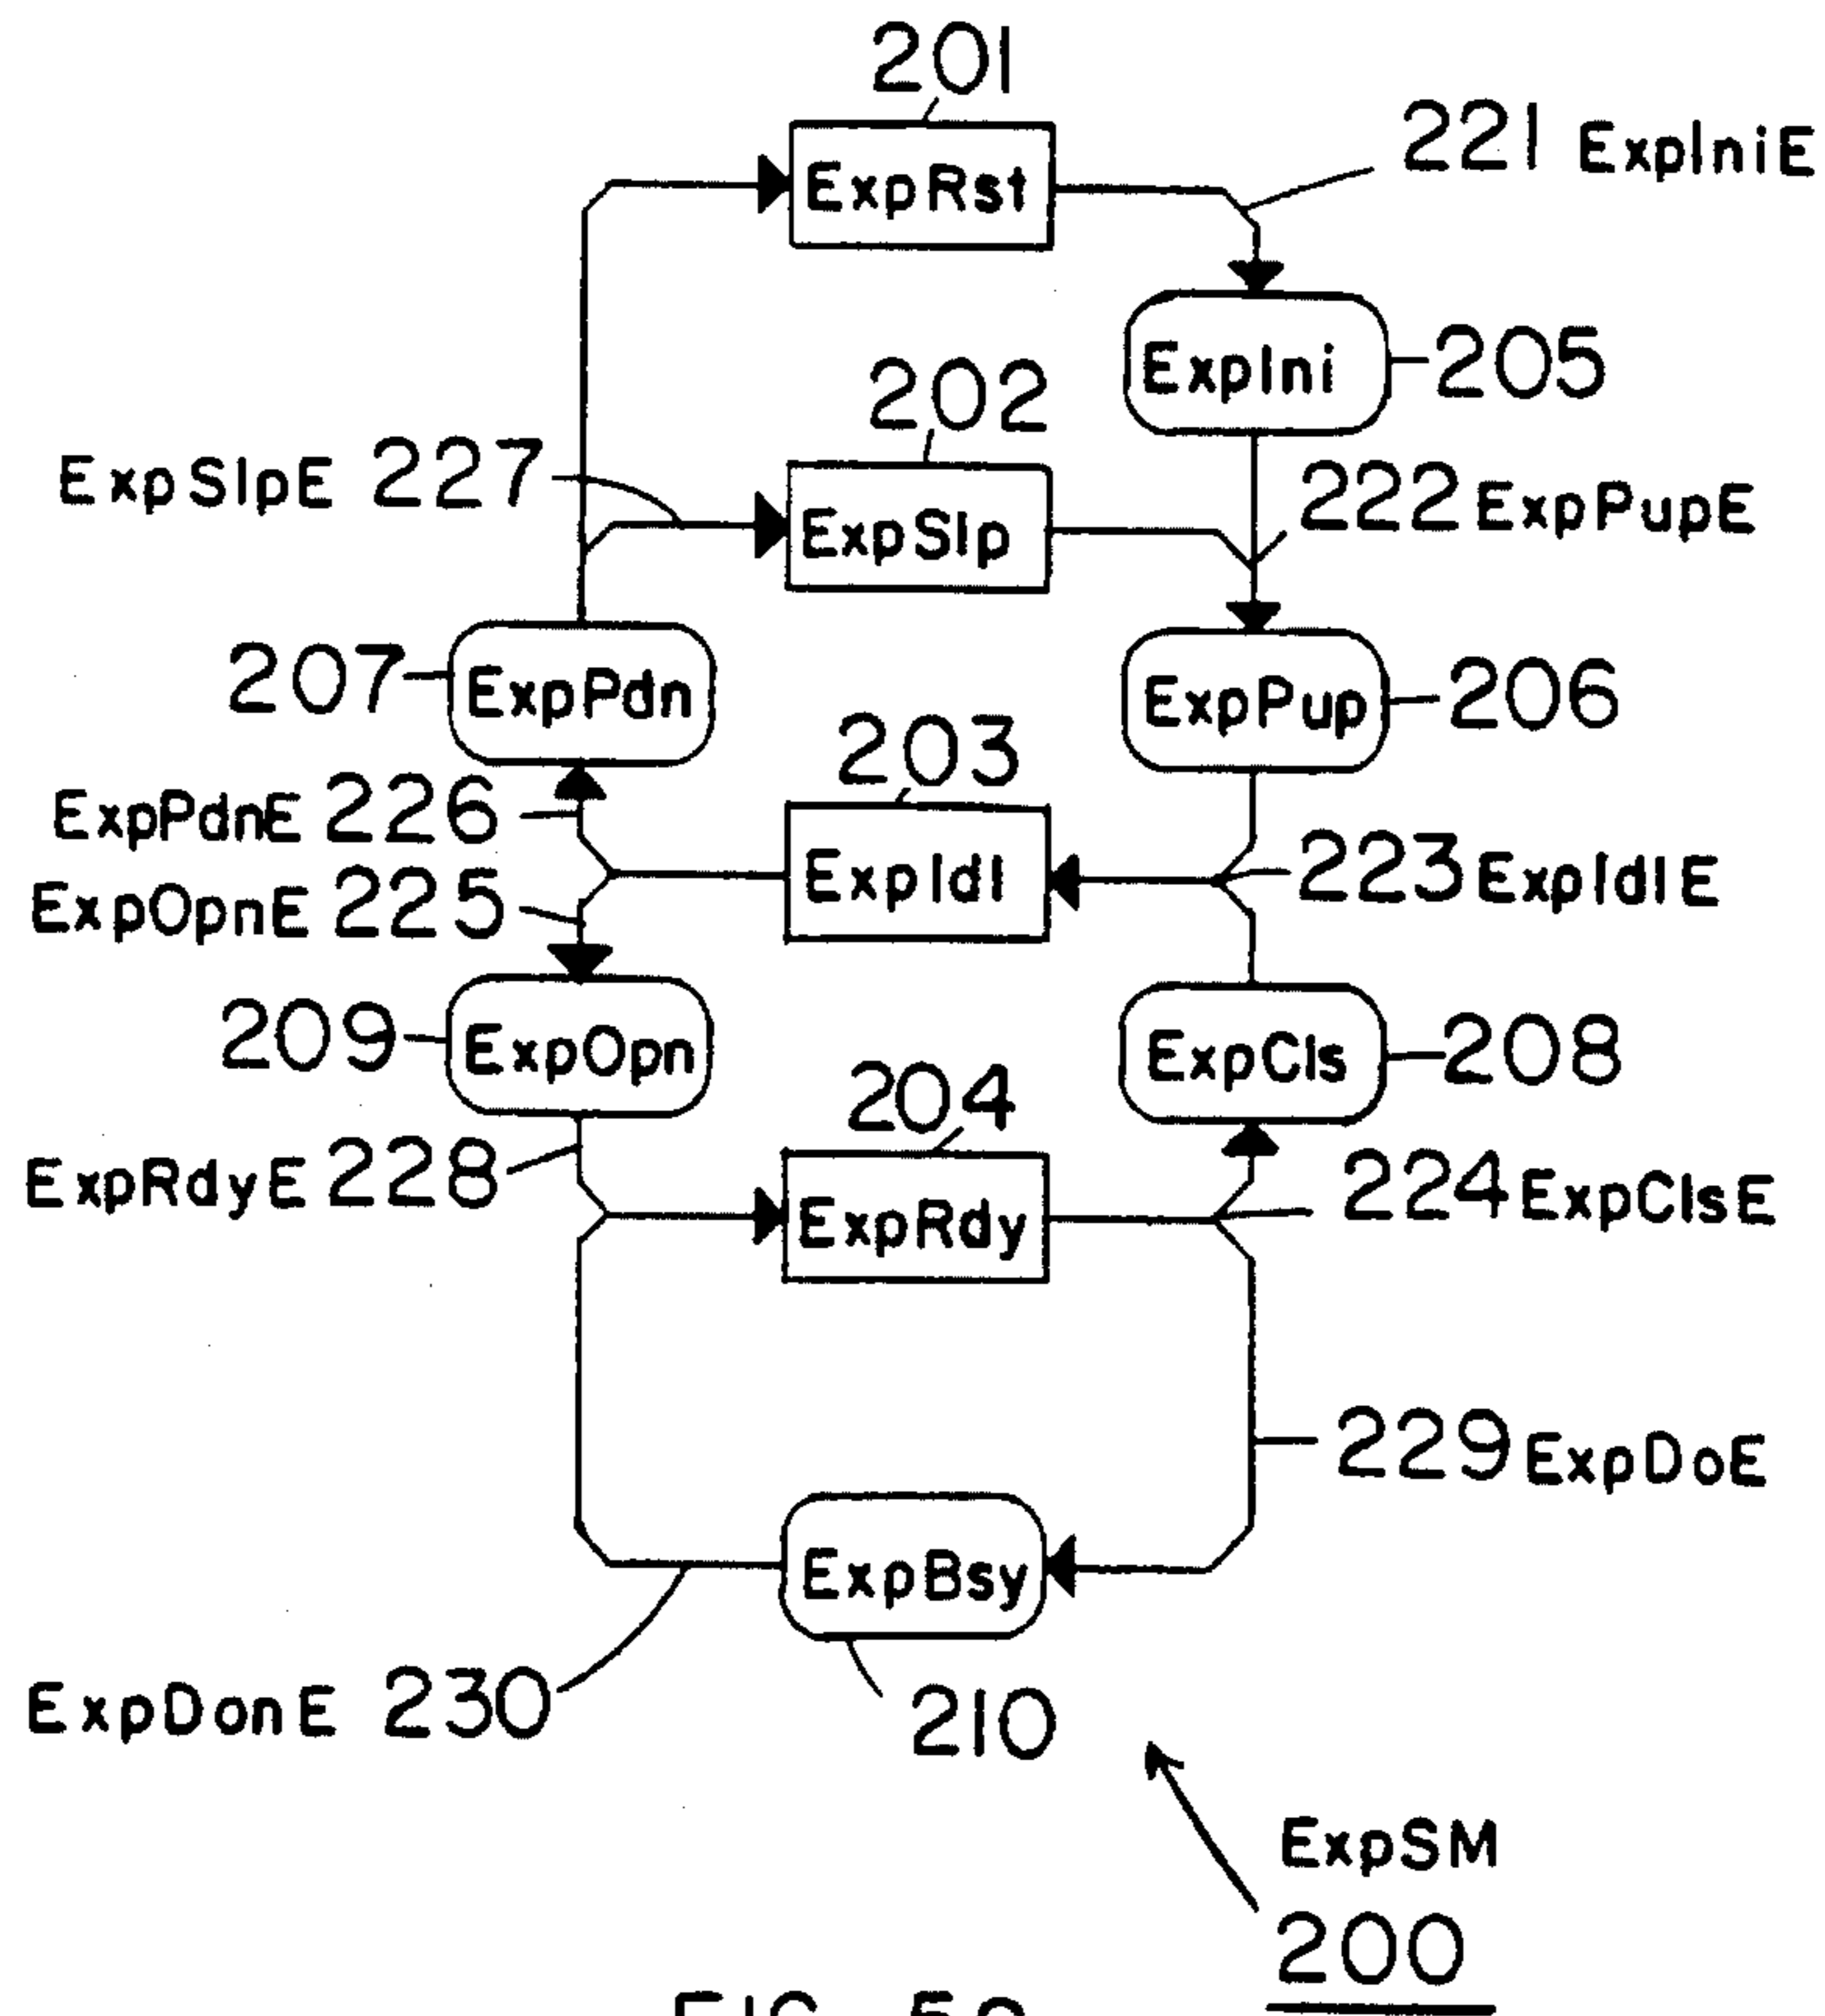 201
221 ExpIniE
ExpRst
ExpIni
205
202
ExpSlpE 227
222 ExpPupE
ExpSlp
207
ExpPdn
ExpPup
206
203
ExpPdnE 226
ExpIdl
223 ExpIdlE
ExpOpnE 225
209
ExpOpn
ExpCls
208
204
ExpRdyE 228
ExpRdy
224 ExpClsE
229 ExpDoE
ExpBsy
ExpDonE 230
210
ExpSM
200